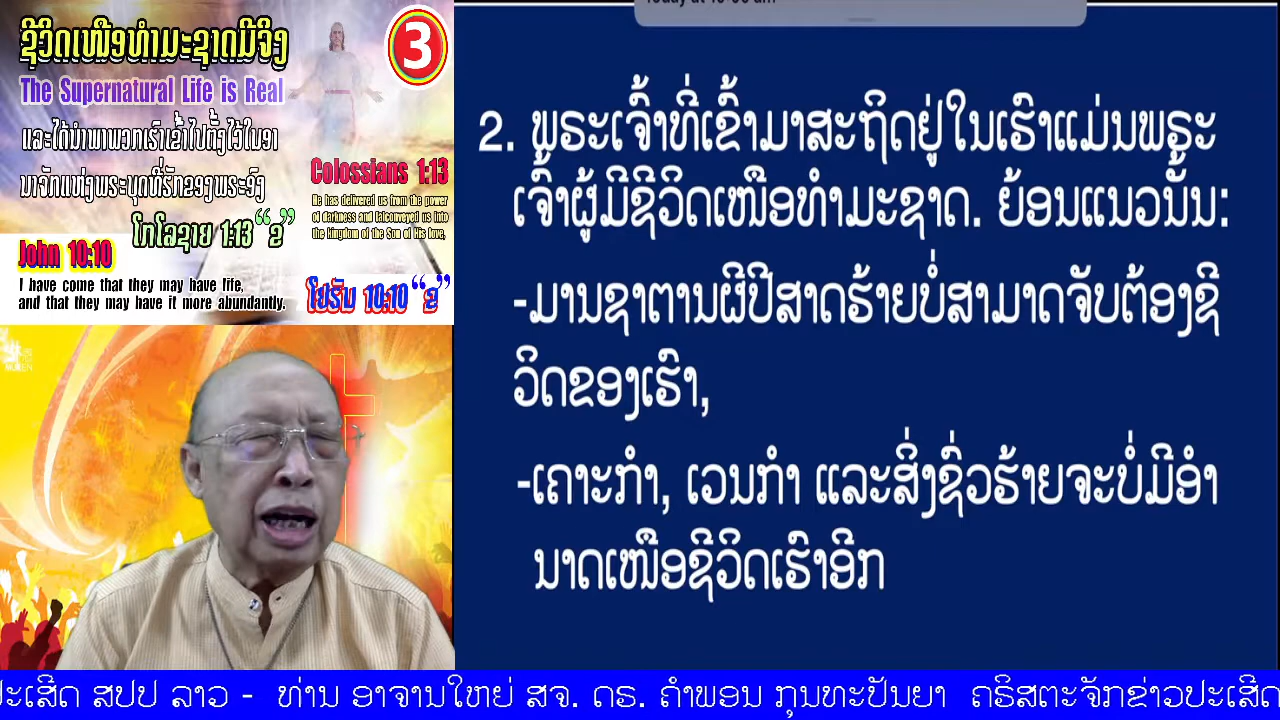 ຊີວິດເໜືອທຳມະຊາດມີຈິງ
3
The Supernatural Life is Real
ແລະໄດ້ນຳພາພວກເຮົາເຂົ້າໄປຕັ້ງໄວ້ໃນອາ
ນາຈັກແຫ່ງພຣະບຸດທີ່ຮັກຂອງພຣະອົງ
ໂກໂລຊາຍ 1:13 “ຂ”
Colossians 1:13
He has delivered us from the power
of darkness and conveyed us into
the kingdom of the Son of His love,
John 10:10
I have come that they may have life,
and that they may have it more abundantly.
ໂຢຮັນ 10:10 “ຂ”
2. ພຣະເຈົ້າທີ່ເຂົ້າມາສະຖິດຢູ່ໃນເຮົາແມ່ນພຣະ
ເຈົ້າຜູ້ມີຊີວິດເໜືອທຳມະຊາດ. ຍ້ອນແນວນັ້ນ:
-ມານຊາຕານຜີປີສາດຮ້າຍບໍ່ສາມາດຈັບຕ້ອງຊີ
ວິດຂອງເຮົາ,
-ເຄາະກຳ, ເວນກຳ ແລະສິ່ງຊົ່ວຮ້າຍຈະບໍ່ມີອຳ
ນາດເໜືອຊີວິດເຮົາອີກ
ປະເສີດ ສປປ ລາວ - ທ່ານ ອາຈານໃຫຍ່ ສຈ. ດຣ. ຄຳພອນ ກຸນທະປັນຍາ ຄຣິສຕະຈັກຂ່າວປະເສີດ